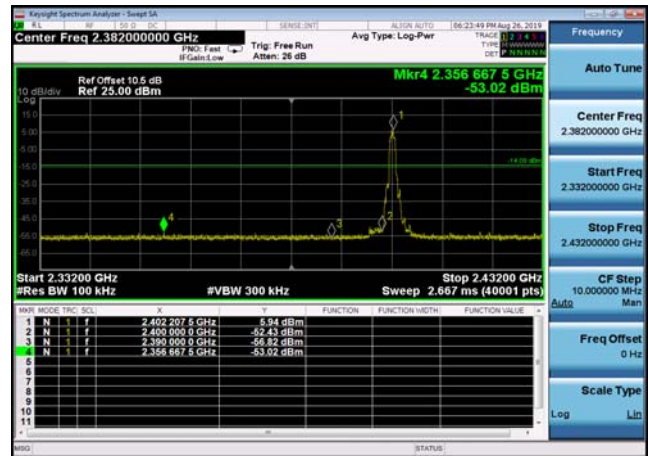 Keysight Spectrum Analyzer - Swept SA
RL RF 50 Ω DC SENSE:INT ALIGN AUTO 06:23:49 PM Aug 26, 2019
Center Freq 2.382000000 GHz
PNO: Fast
IFGain:Low
Trig: Free Run
Atten: 26 dB
Avg Type: Log-Pwr
TRACE 1 2 3 4 5 6
TYPE
DET P N N N N N
Ref Offset 10.5 dB
10 dB/div Ref 25.00 dBm
Log
Mkr4 2.356 667 5 GHz
-53.02 dBm
15.0
5.00
-5.00
-15.0
-25.0
-35.0
-45.0
-55.0
-65.0
-14.09 dBm
1
2
3
4
Start 2.33200 GHz
Stop 2.43200 GHz
#Res BW 100 kHz
#VBW 300 kHz
Sweep 2.667 ms (40001 pts)
MKR MODE TRC SCL X Y FUNCTION FUNCTION WIDTH FUNCTION VALUE
1 N 1 f 2.402 207 5 GHz 5.94 dBm
2 N 1 f 2.400 000 0 GHz -52.43 dBm
3 N 1 f 2.390 000 0 GHz -56.82 dBm
4 N 1 f 2.356 667 5 GHz -53.02 dBm
5
6
7
8
9
10
11
MSG
STATUS
Frequency
Auto Tune
Center Freq
2.382000000 GHz
Start Freq
2.332000000 GHz
Stop Freq
2.432000000 GHz
CF Step
10.000000 MHz
Auto Man
Freq Offset
0 Hz
Scale Type
Log Lin